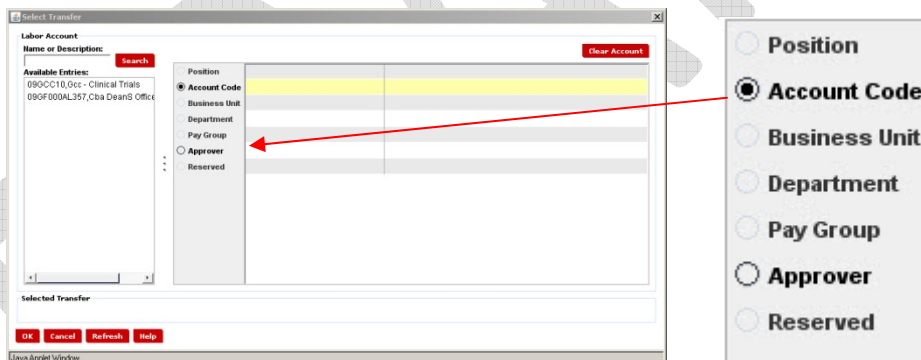 Select Transfer
Labor Account
Name or Description:
Search
Clear Account
Available Entries:
09GCC10,Gcc - Clinical Trials
09GF000AL357,Cba DeanS Office
Position
Account Code
Business Unit
Department
Pay Group
Approver
Reserved
Selected Transfer
OK Cancel Refresh Help
Java Applet Window
Position
Account Code
Business Unit
Department
Pay Group
Approver
Reserved